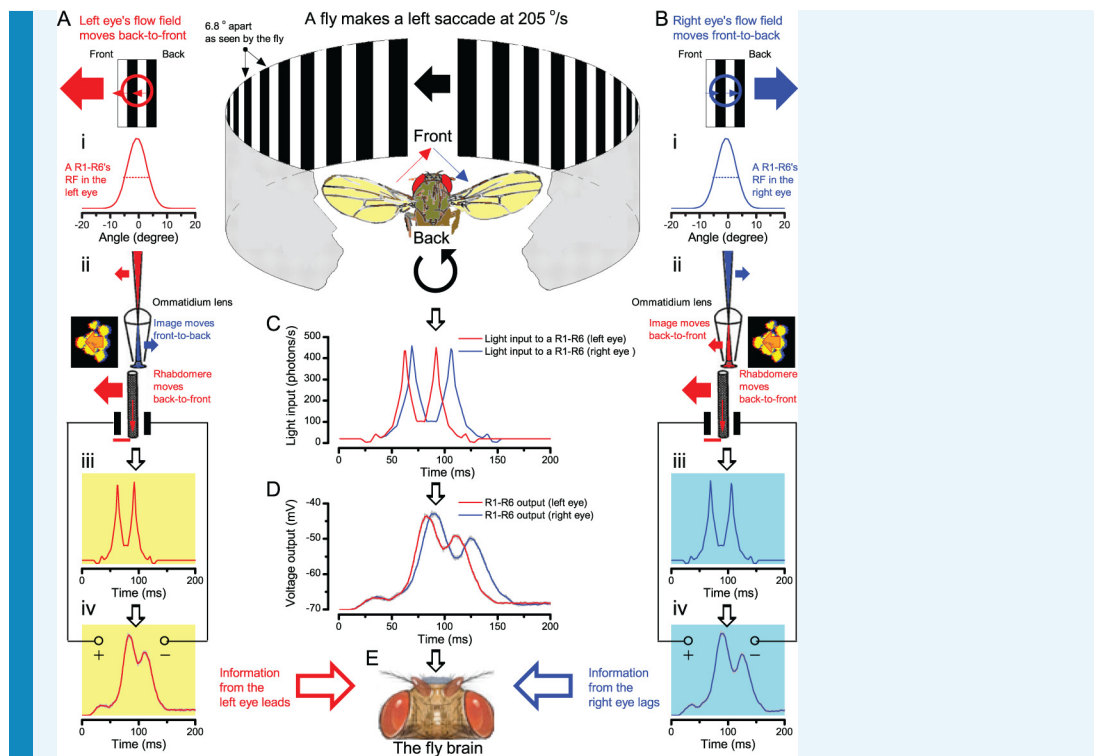 A
Left eye's flow field
moves back-to-front
Front
Back
i
A R1-R6's
RF in the
left eye
-20
-10
0
10
20
Angle (degree)
ii
Ommatidium lens
Image moves
front-to-back
Rhabdomere
moves
back-to-front
iii
0
100
200
Time (ms)
iv
+
−
0
100
200
Time (ms)
A fly makes a left saccade at 205 °/s
6.8 ° apart
as seen by the fly
Front
Back
C
Light input to a R1-R6 (left eye)
Light input to a R1-R6 (right eye )
Light input (photons/s)
500
400
300
200
100
0
0
50
100
150
200
Time (ms)
D
R1-R6 output (left eye)
R1-R6 output (right eye)
Voltage output (mV)
-40
-50
-60
-70
0
50
100
150
200
Time (ms)
Information
from the
left eye leads
E
The fly brain
Information
from the
right eye lags
B
Right eye's flow field
moves front-to-back
Front
Back
i
A R1-R6's
RF in the
right eye
-20
-10
0
10
20
Angle (degree)
ii
Ommatidium lens
Image moves
back-to-front
Rhabdomere
moves
back-to-front
iii
0
100
200
Time (ms)
iv
+
−
0
100
200
Time (ms)